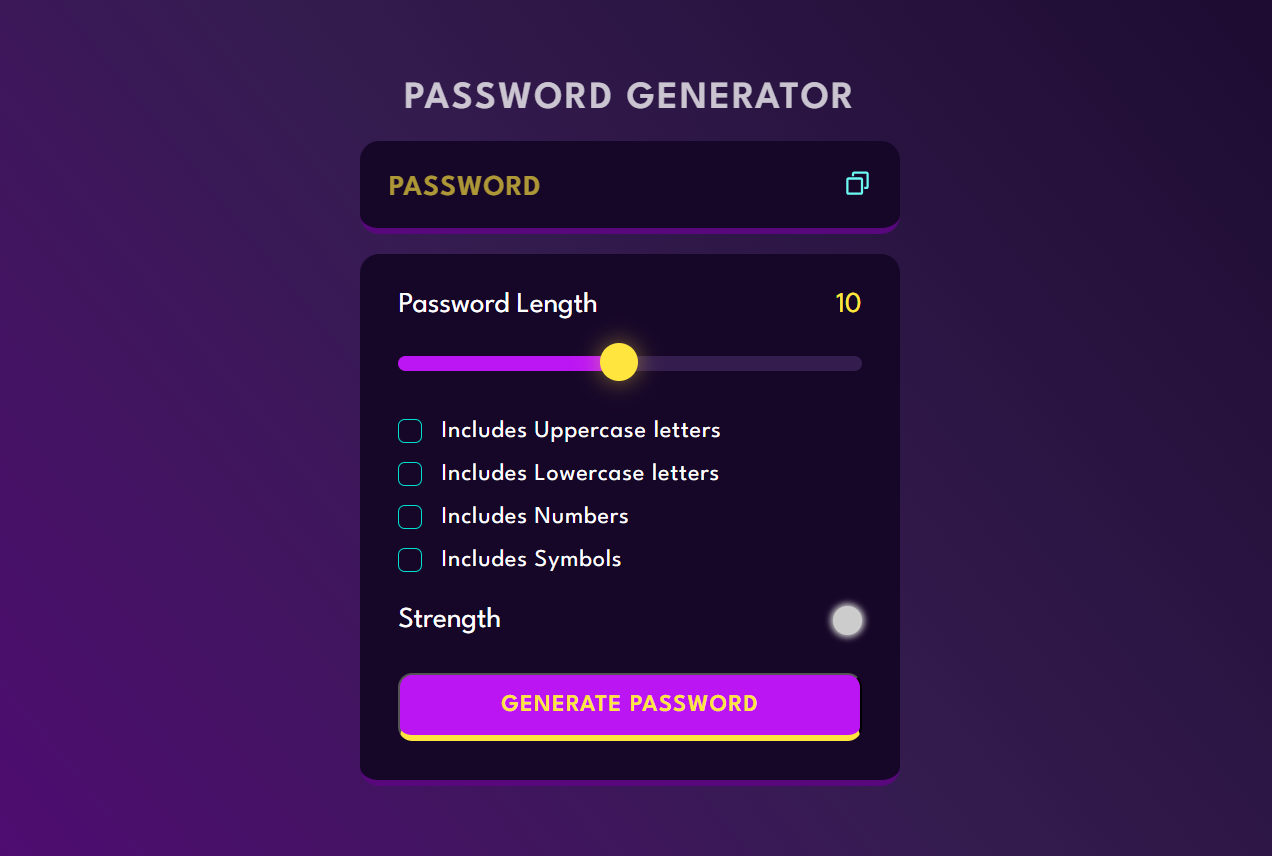 PASSWORD GENERATOR
PASSWORD
Password Length 10
Includes Uppercase letters
Includes Lowercase letters
Includes Numbers
Includes Symbols
Strength
GENERATE PASSWORD